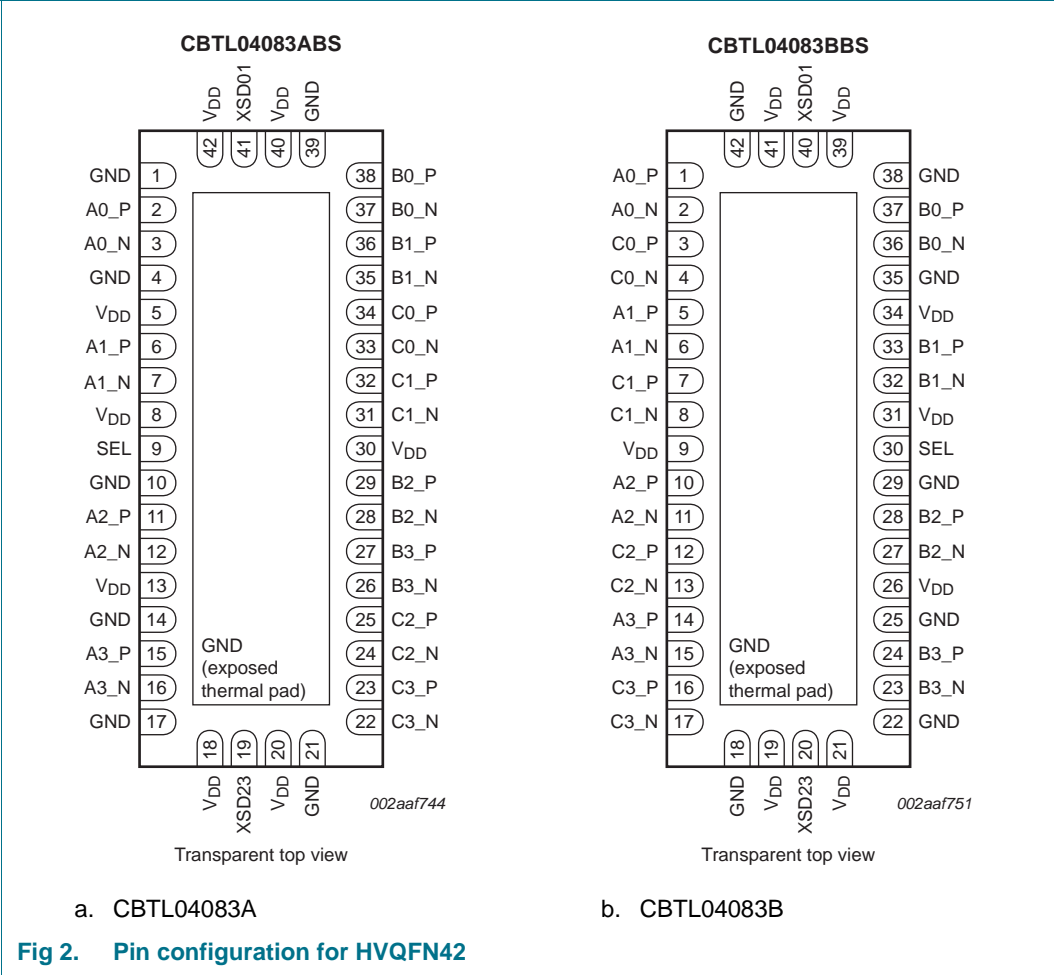 CBTL04083ABS
VDD XSD01 VDD GND
42 41 40 39
GND 1 38 B0_P
A0_P 2 37 B0_N
A0_N 3 36 B1_P
GND 4 35 B1_N
VDD 5 34 C0_P
A1_P 6 33 C0_N
A1_N 7 32 C1_P
VDD 8 31 C1_N
SEL 9 30 VDD
GND 10 29 B2_P
A2_P 11 28 B2_N
A2_N 12 27 B3_P
VDD 13 26 B3_N
GND 14 25 C2_P
A3_P 15 24 C2_N
A3_N 16 23 C3_P
GND 17 22 C3_N
GND
(exposed
thermal pad)
18 19 20 21
VDD XSD23 VDD GND
002aaf744
Transparent top view
a. CBTL04083A
CBTL04083BBS
GND VDD XSD01 VDD
42 41 40 39
A0_P 1 38 GND
A0_N 2 37 B0_P
C0_P 3 36 B0_N
C0_N 4 35 GND
A1_P 5 34 VDD
A1_N 6 33 B1_P
C1_P 7 32 B1_N
C1_N 8 31 VDD
VDD 9 30 SEL
A2_P 10 29 GND
A2_N 11 28 B2_P
C2_P 12 27 B2_N
C2_N 13 26 VDD
A3_P 14 25 GND
A3_N 15 24 B3_P
C3_P 16 23 B3_N
C3_N 17 22 GND
GND
(exposed
thermal pad)
18 19 20 21
GND VDD XSD23 VDD
002aaf751
Transparent top view
b. CBTL04083B
Fig 2. Pin configuration for HVQFN42